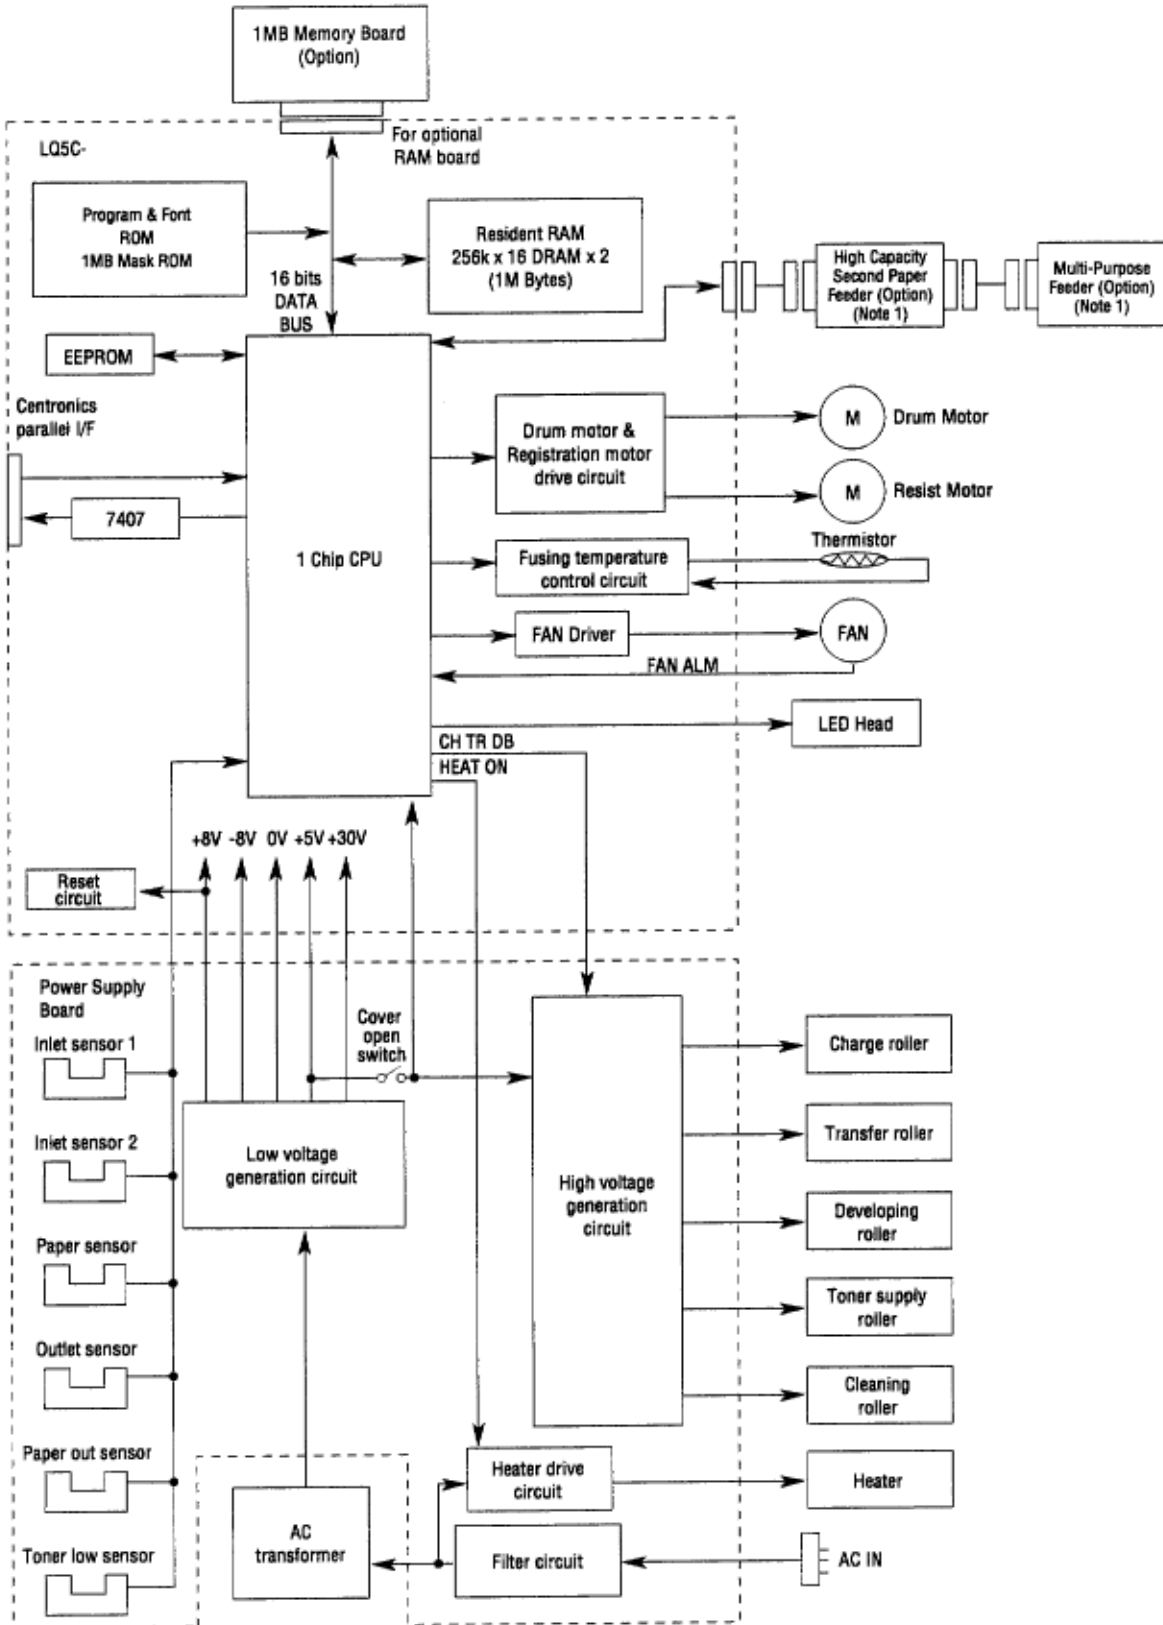 1MB Memory Board
(Option)
For optional
RAM board
LQ5C-
Program & Font
ROM
1MB Mask ROM
Resident RAM
256k x 16 DRAM x 2
(1M Bytes)
16 bits
DATA
BUS
High Capacity
Second Paper
Feeder (Option)
(Note 1)
Multi-Purpose
Feeder (Option)
(Note 1)
EEPROM
Centronics
parallel I/F
7407
1 Chip CPU
Drum motor &
Registration motor
drive circuit
M
Drum Motor
M
Resist Motor
Thermistor
Fusing temperature
control circuit
FAN Driver
FAN
FAN ALM
LED Head
CH TR DB
HEAT ON
+8V
-8V
0V
+5V
+30V
Reset
circuit
Power Supply
Board
Cover
open
switch
Inlet sensor 1
Inlet sensor 2
Paper sensor
Outlet sensor
Paper out sensor
Toner low sensor
Low voltage
generation circuit
High voltage
generation
circuit
Charge roller
Transfer roller
Developing
roller
Toner supply
roller
Cleaning
roller
Heater drive
circuit
Heater
AC
transformer
Filter circuit
AC IN